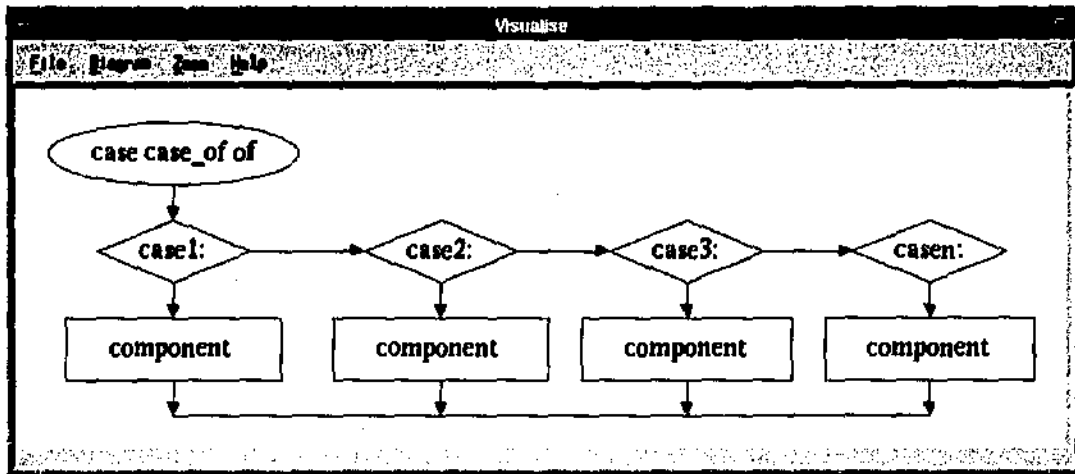 Visualise
File Diagram Zoom Help
case case_of of
case1: case2: case3: casen:
component component component component